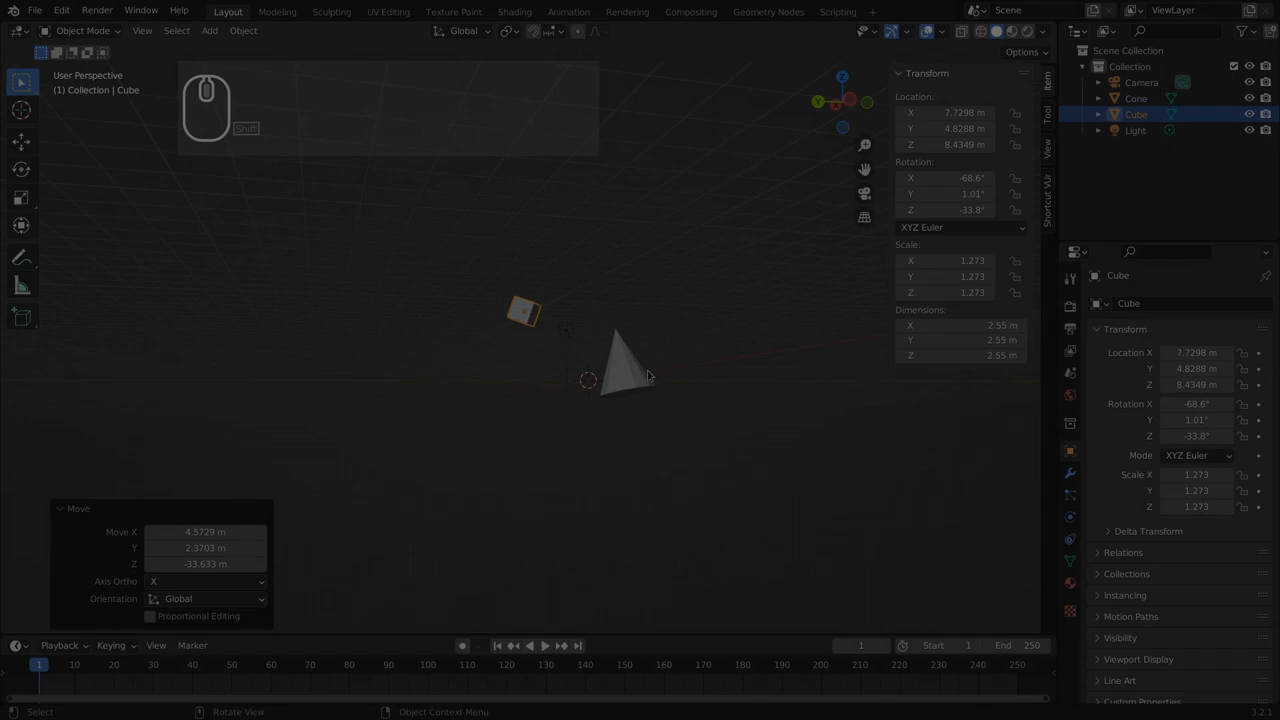 File Edit Render Window Help Layout Modeling Sculpting UV Editing Texture Paint Shading Animation Rendering Compositing Geometry Nodes Scripting + Scene ViewLayer
Object Mode View Select Add Object Global
Options
User Perspective
(1) Collection | Cube
Shift
Transform
Location:
X 7.7298 m
Y 4.8288 m
Z 8.4349 m
Rotation:
X -68.6°
Y 1.01°
Z -33.8°
XYZ Euler
Scale:
X 1.273
Y 1.273
Z 1.273
Dimensions:
X 2.55 m
Y 2.55 m
Z 2.55 m
Item
Tool
View
Shortcut VUr
Z
Y
X
Scene Collection
Collection
Camera
Cone
Cube
Light
Cube
Cube
Transform
Location X 7.7298 m
Y 4.8288 m
Z 8.4349 m
Rotation X -68.6°
Y 1.01°
Z -33.8°
Mode XYZ Euler
Scale X 1.273
Y 1.273
Z 1.273
Delta Transform
Relations
Collections
Instancing
Motion Paths
Visibility
Viewport Display
Line Art
Custom Properties
Move
Move X 4.5729 m
Y 2.3703 m
Z -33.633 m
Axis Ortho X
Orientation Global
Proportional Editing
Playback Keying View Marker 1 Start 1 End 250
1 10 20 30 40 50 60 70 80 90 100 110 120 130 140 150 160 170 180 190 200 210 220 230 240 250
Select Rotate View Object Context Menu 3.2.1